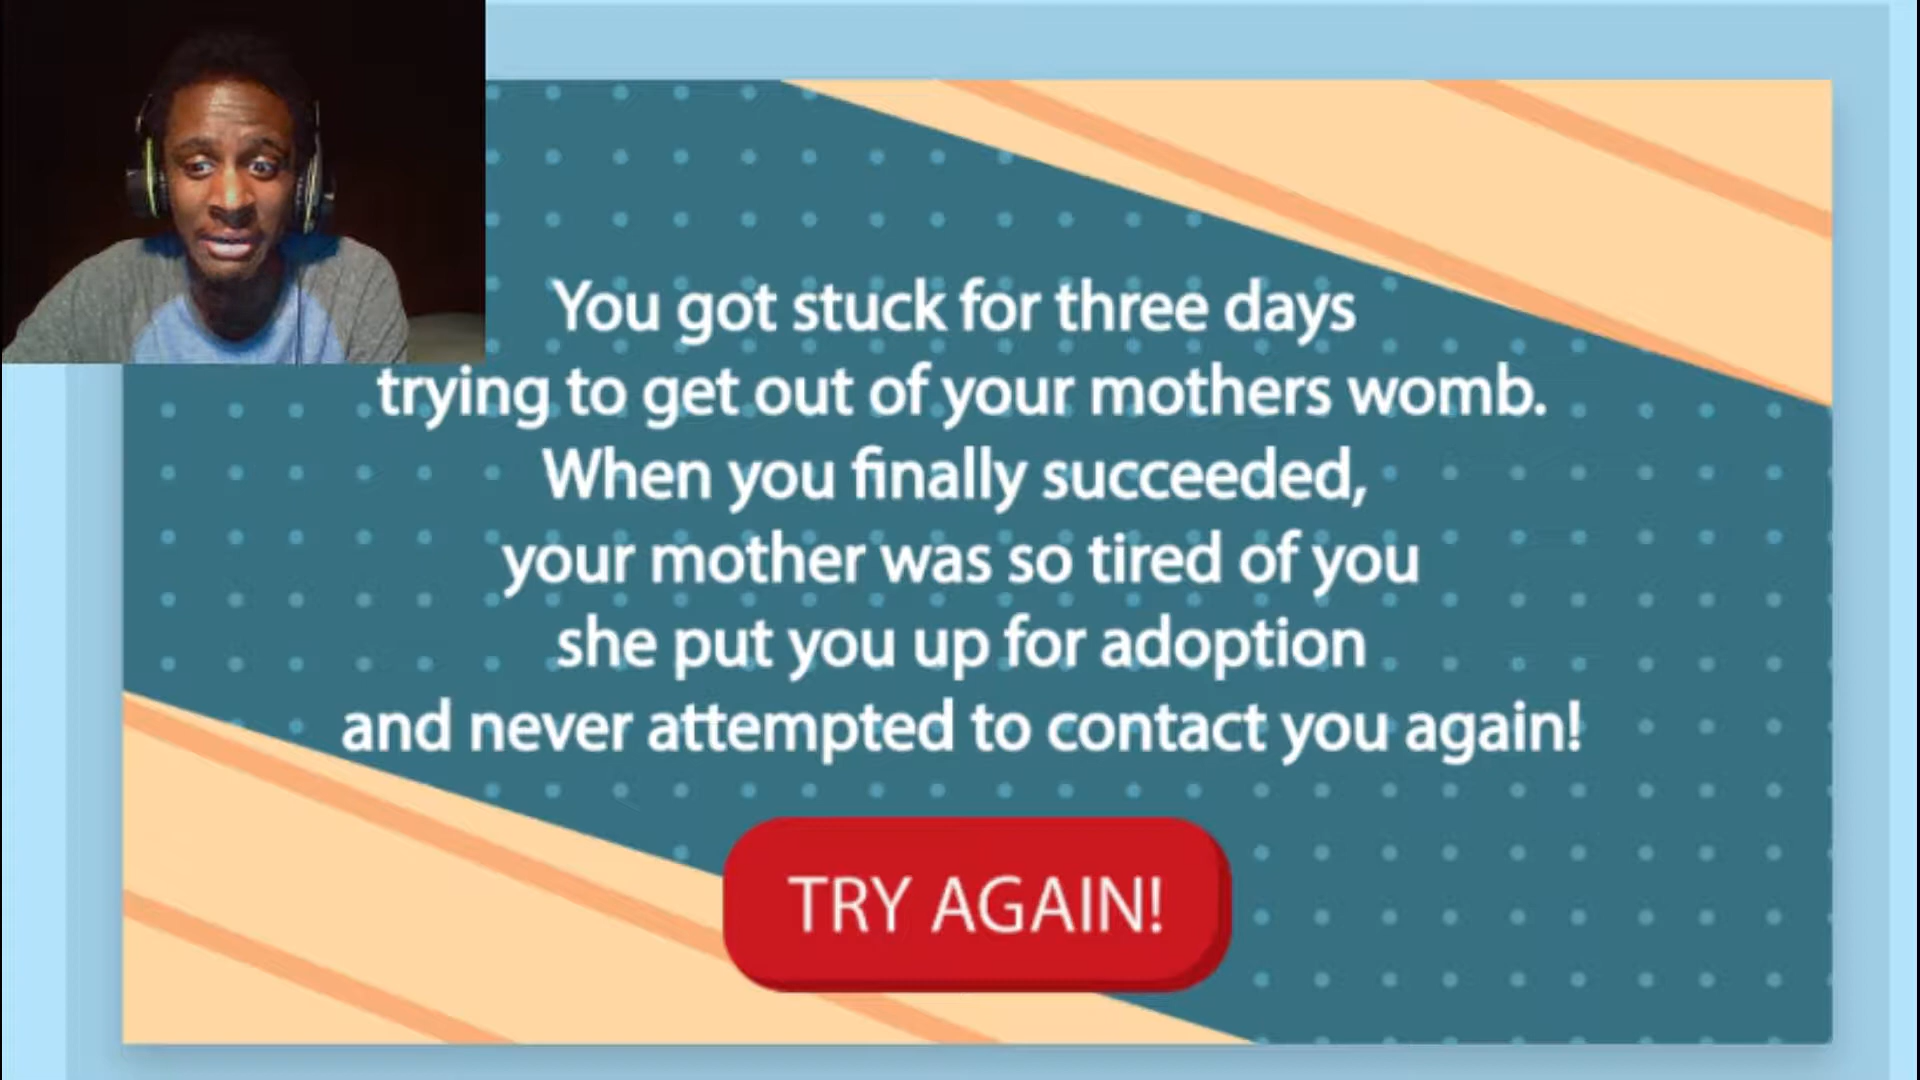 You got stuck for three days
trying to get out of your mothers womb.
When you finally succeeded,
your mother was so tired of you
she put you up for adoption
and never attempted to contact you again!
TRY AGAIN!